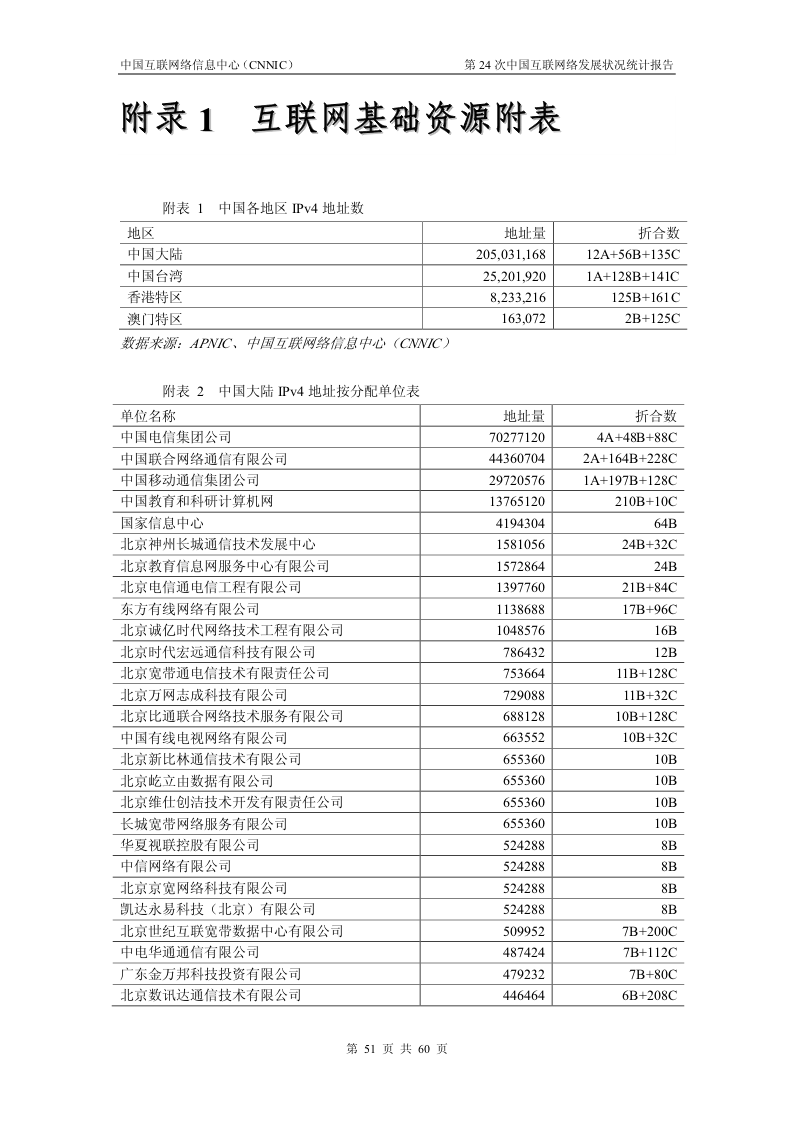 中国互联网络信息中心（CNNIC） 第 24 次中国互联网络发展状况统计报告
附录 1 互联网基础资源附表
附表 1 中国各地区 IPv4 地址数
地区 地址量 折合数
中国大陆 205,031,168 12A+56B+135C
中国台湾 25,201,920 1A+128B+141C
香港特区 8,233,216 125B+161C
澳门特区 163,072 2B+125C
数据来源：APNIC、中国互联网络信息中心（CNNIC）
附表 2 中国大陆 IPv4 地址按分配单位表
单位名称 地址量 折合数
中国电信集团公司 70277120 4A+48B+88C
中国联合网络通信有限公司 44360704 2A+164B+228C
中国移动通信集团公司 29720576 1A+197B+128C
中国教育和科研计算机网 13765120 210B+10C
国家信息中心 4194304 64B
北京神州长城通信技术发展中心 1581056 24B+32C
北京教育信息网服务中心有限公司 1572864 24B
北京电信通电信工程有限公司 1397760 21B+84C
东方有线网络有限公司 1138688 17B+96C
北京诚亿时代网络技术工程有限公司 1048576 16B
北京时代宏远通信科技有限公司 786432 12B
北京宽带通电信技术有限责任公司 753664 11B+128C
北京万网志成科技有限公司 729088 11B+32C
北京比通联合网络技术服务有限公司 688128 10B+128C
中国有线电视网络有限公司 663552 10B+32C
北京新比林通信技术有限公司 655360 10B
北京屹立由数据有限公司 655360 10B
北京维仕创洁技术开发有限责任公司 655360 10B
长城宽带网络服务有限公司 655360 10B
华夏视联控股有限公司 524288 8B
中信网络有限公司 524288 8B
北京京宽网络科技有限公司 524288 8B
凯达永易科技（北京）有限公司 524288 8B
北京世纪互联宽带数据中心有限公司 509952 7B+200C
中电华通通信有限公司 487424 7B+112C
广东金万邦科技投资有限公司 479232 7B+80C
北京数讯达通信技术有限公司 446464 6B+208C
第 51 页 共 60 页